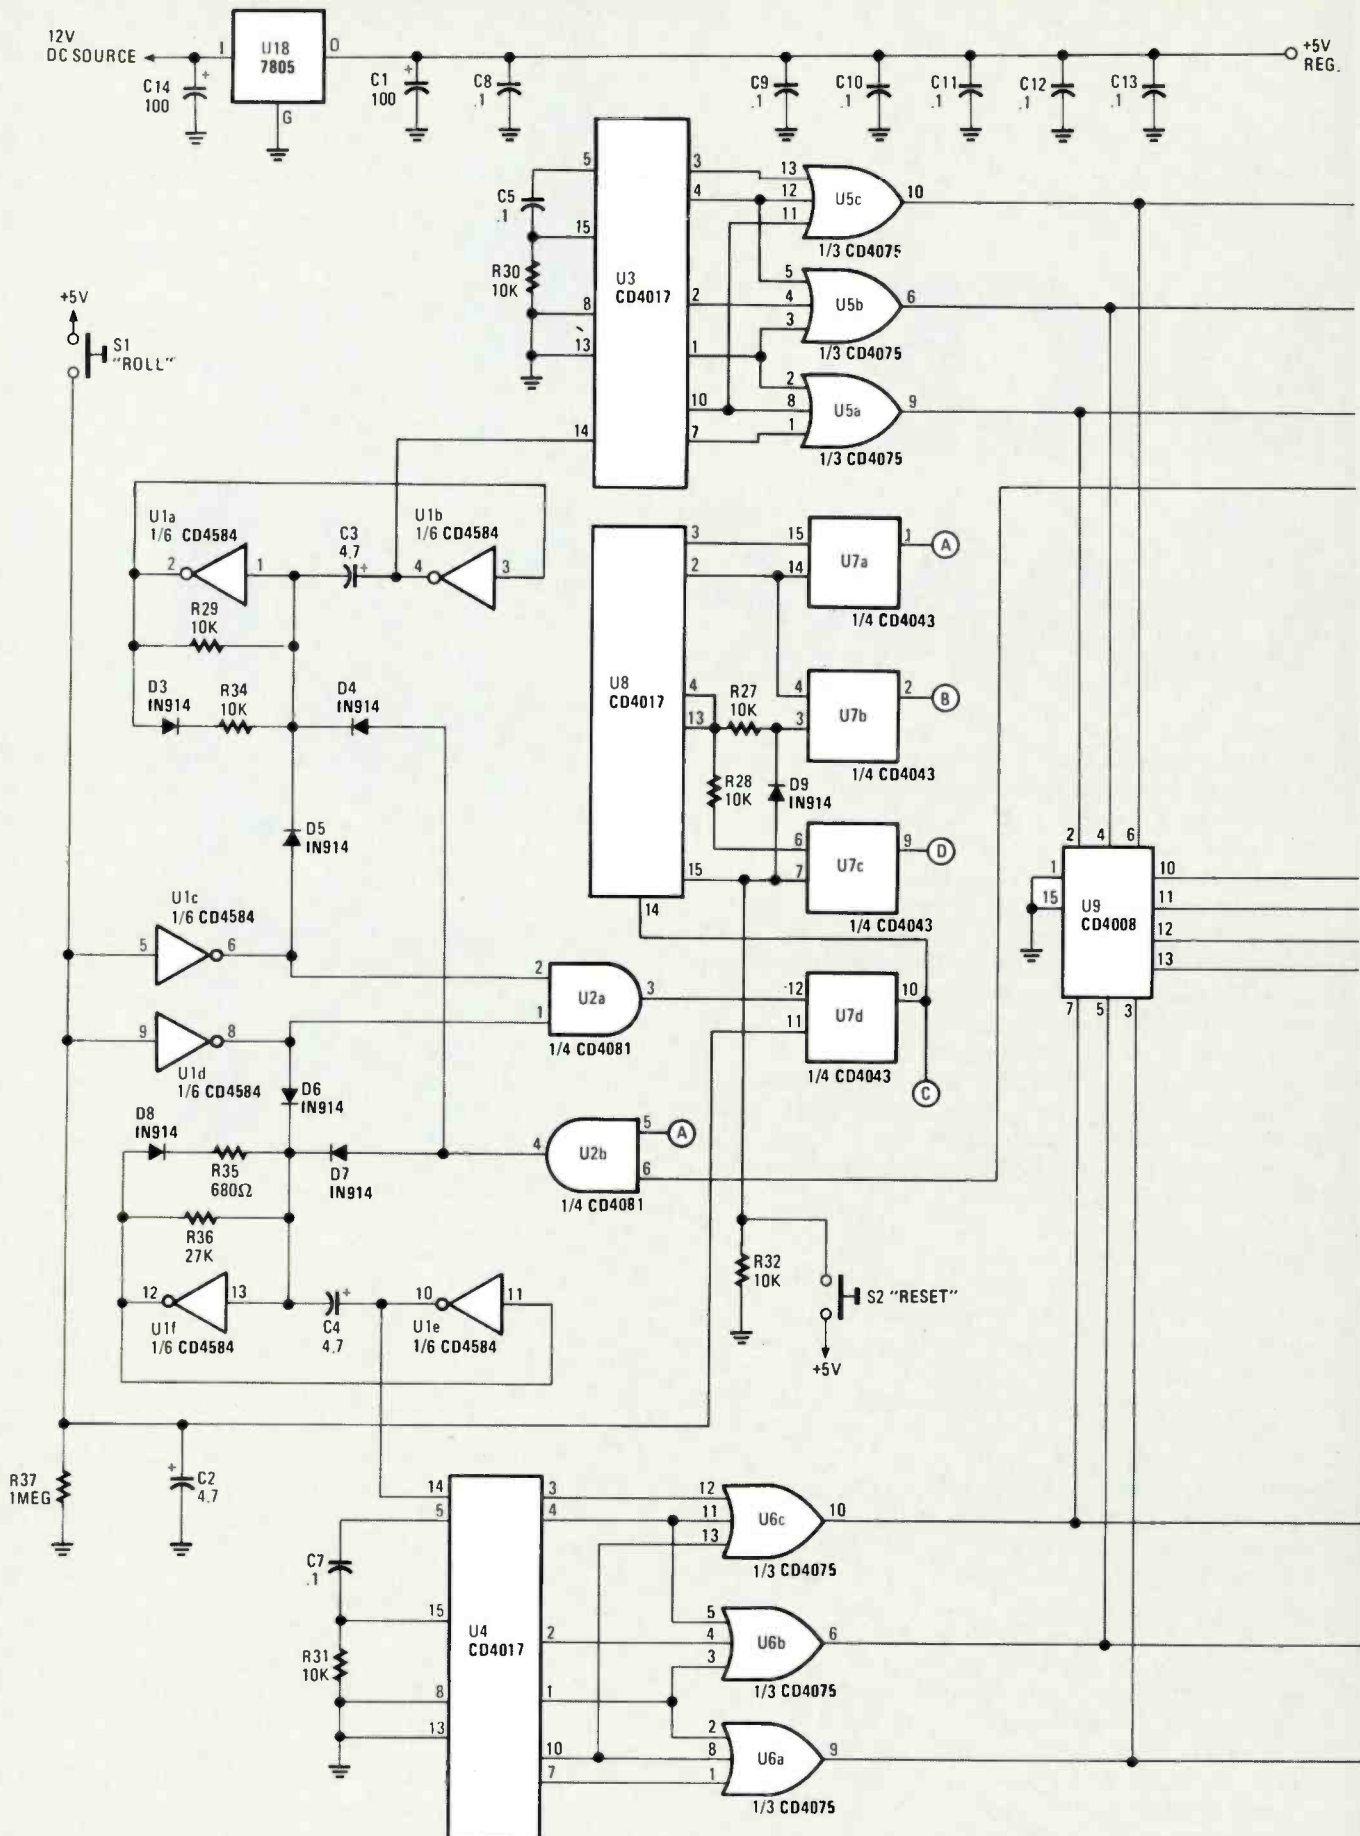 12V
DC SOURCE
I
U18
7805
O
G
C14
100
+
C1
100
+
C8
.1
C9
.1
C10
.1
C11
.1
C12
.1
C13
.1
+5V
REG.
5
15
8
13
14
C5
.1
R30
10K
U3
CD4017
3
4
2
1
10
7
13
12
11
U5c
10
1/3 CD4075
5
4
3
U5b
6
1/3 CD4075
2
8
1
U5a
9
1/3 CD4075
+5V
S1
"ROLL"
U1a
1/6 CD4584
2
1
C3
4.7
+
U1b
1/6 CD4584
4
3
R29
10K
D3
IN914
R34
10K
D4
IN914
D5
IN914
U8
CD4017
3
2
4
13
15
14
15
14
U7a
1
A
1/4 CD4043
R27
10K
4
3
U7b
2
B
1/4 CD4043
R28
10K
D9
IN914
6
7
U7c
9
D
1/4 CD4043
U1c
1/6 CD4584
5
6
9
8
U1d
1/6 CD4584
2
1
U2a
3
1/4 CD4081
12
11
U7d
10
1/4 CD4043
C
D6
IN914
D8
IN914
R35
680Ω
D7
IN914
4
U2b
5
A
6
1/4 CD4081
R36
27K
12
13
U1f
1/6 CD4584
C4
4.7
+
10
11
U1e
1/6 CD4584
R32
10K
S2 "RESET"
+5V
2
4
6
1
15
U9
CD4008
10
11
12
13
7
5
3
R37
1MEG
+
C2
4.7
14
5
15
8
13
C7
.1
R31
10K
U4
CD4017
3
4
2
1
10
7
12
11
13
U6c
10
1/3 CD4075
5
4
3
U6b
6
1/3 CD4075
2
8
1
U6a
9
1/3 CD4075